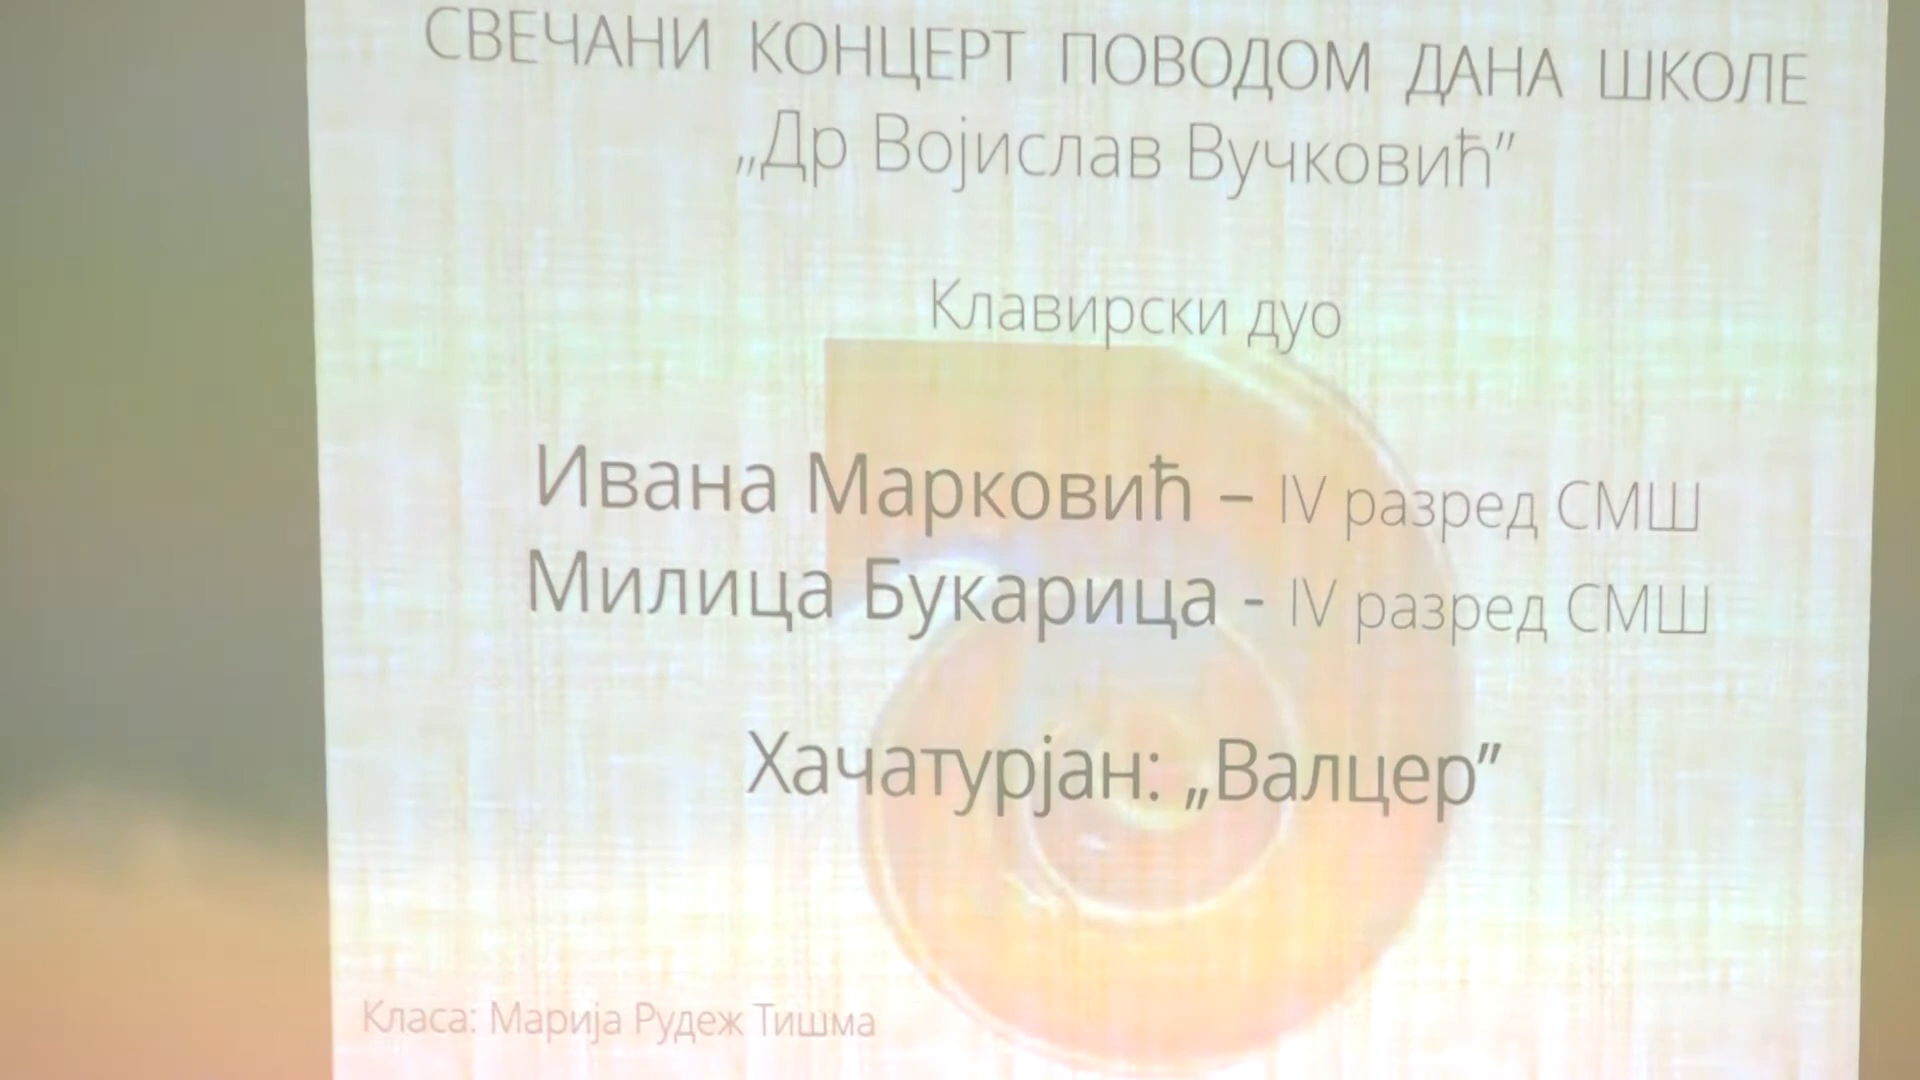 СВЕЧАНИ КОНЦЕРТ ПОВОДОМ ДАНА ШКОЛЕ
„Др Војислав Вучковић”
Клавирски дуо
Ивана Марковић – IV разред СМШ
Милица Букарица - IV разред СМШ
Хачатурјан: „Валцер”
Класа: Марија Рудеж Тишма